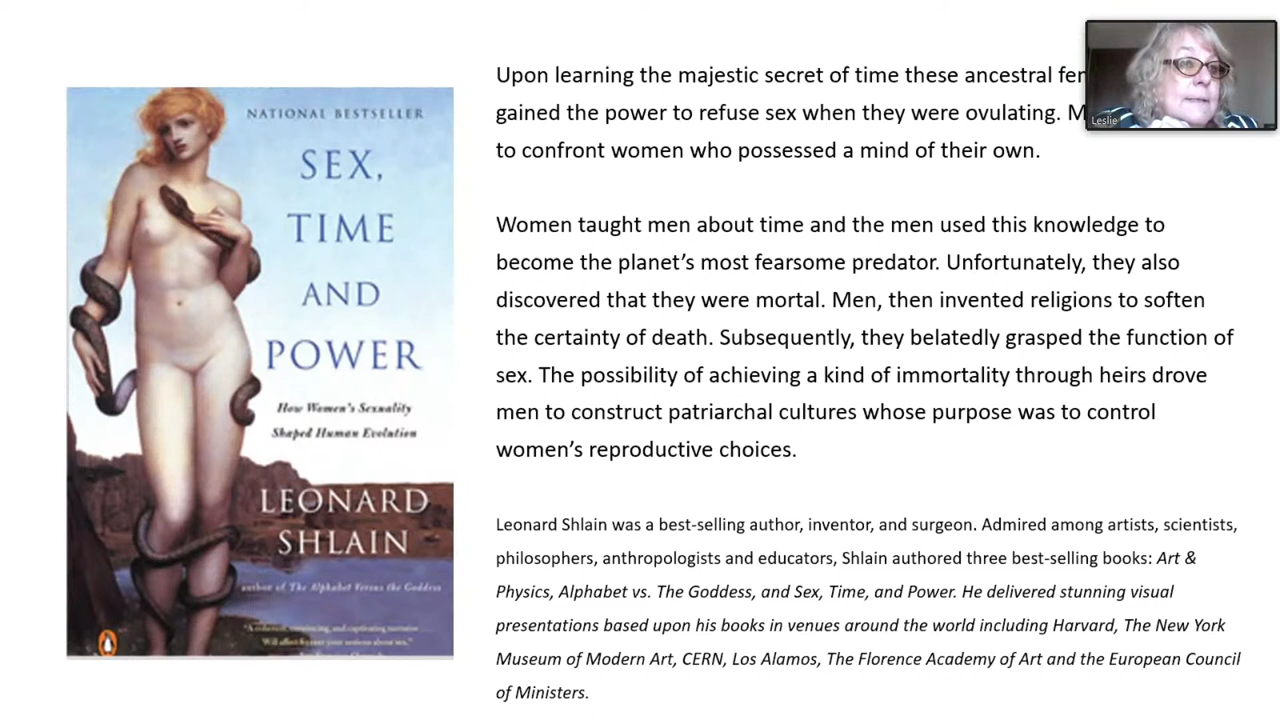 NATIONAL BESTSELLER
SEX,
TIME
AND
POWER
How Women's Sexuality
Shaped Human Evolution
LEONARD
SHLAIN
author of The Alphabet Versus the Goddess
Upon learning the majestic secret of time these ancestral
gained the power to refuse sex when they were ovulating.
to confront women who possessed a mind of their own.
Women taught men about time and the men used this knowledge to
become the planet’s most fearsome predator. Unfortunately, they also
discovered that they were mortal. Men, then invented religions to soften
the certainty of death. Subsequently, they belatedly grasped the function of
sex. The possibility of achieving a kind of immortality through heirs drove
men to construct patriarchal cultures whose purpose was to control
women’s reproductive choices.
Leonard Shlain was a best-selling author, inventor, and surgeon. Admired among artists, scientists,
philosophers, anthropologists and educators, Shlain authored three best-selling books: Art &
Physics, Alphabet vs. The Goddess, and Sex, Time, and Power. He delivered stunning visual
presentations based upon his books in venues around the world including Harvard, The New York
Museum of Modern Art, CERN, Los Alamos, The Florence Academy of Art and the European Council
of Ministers.
Leslie